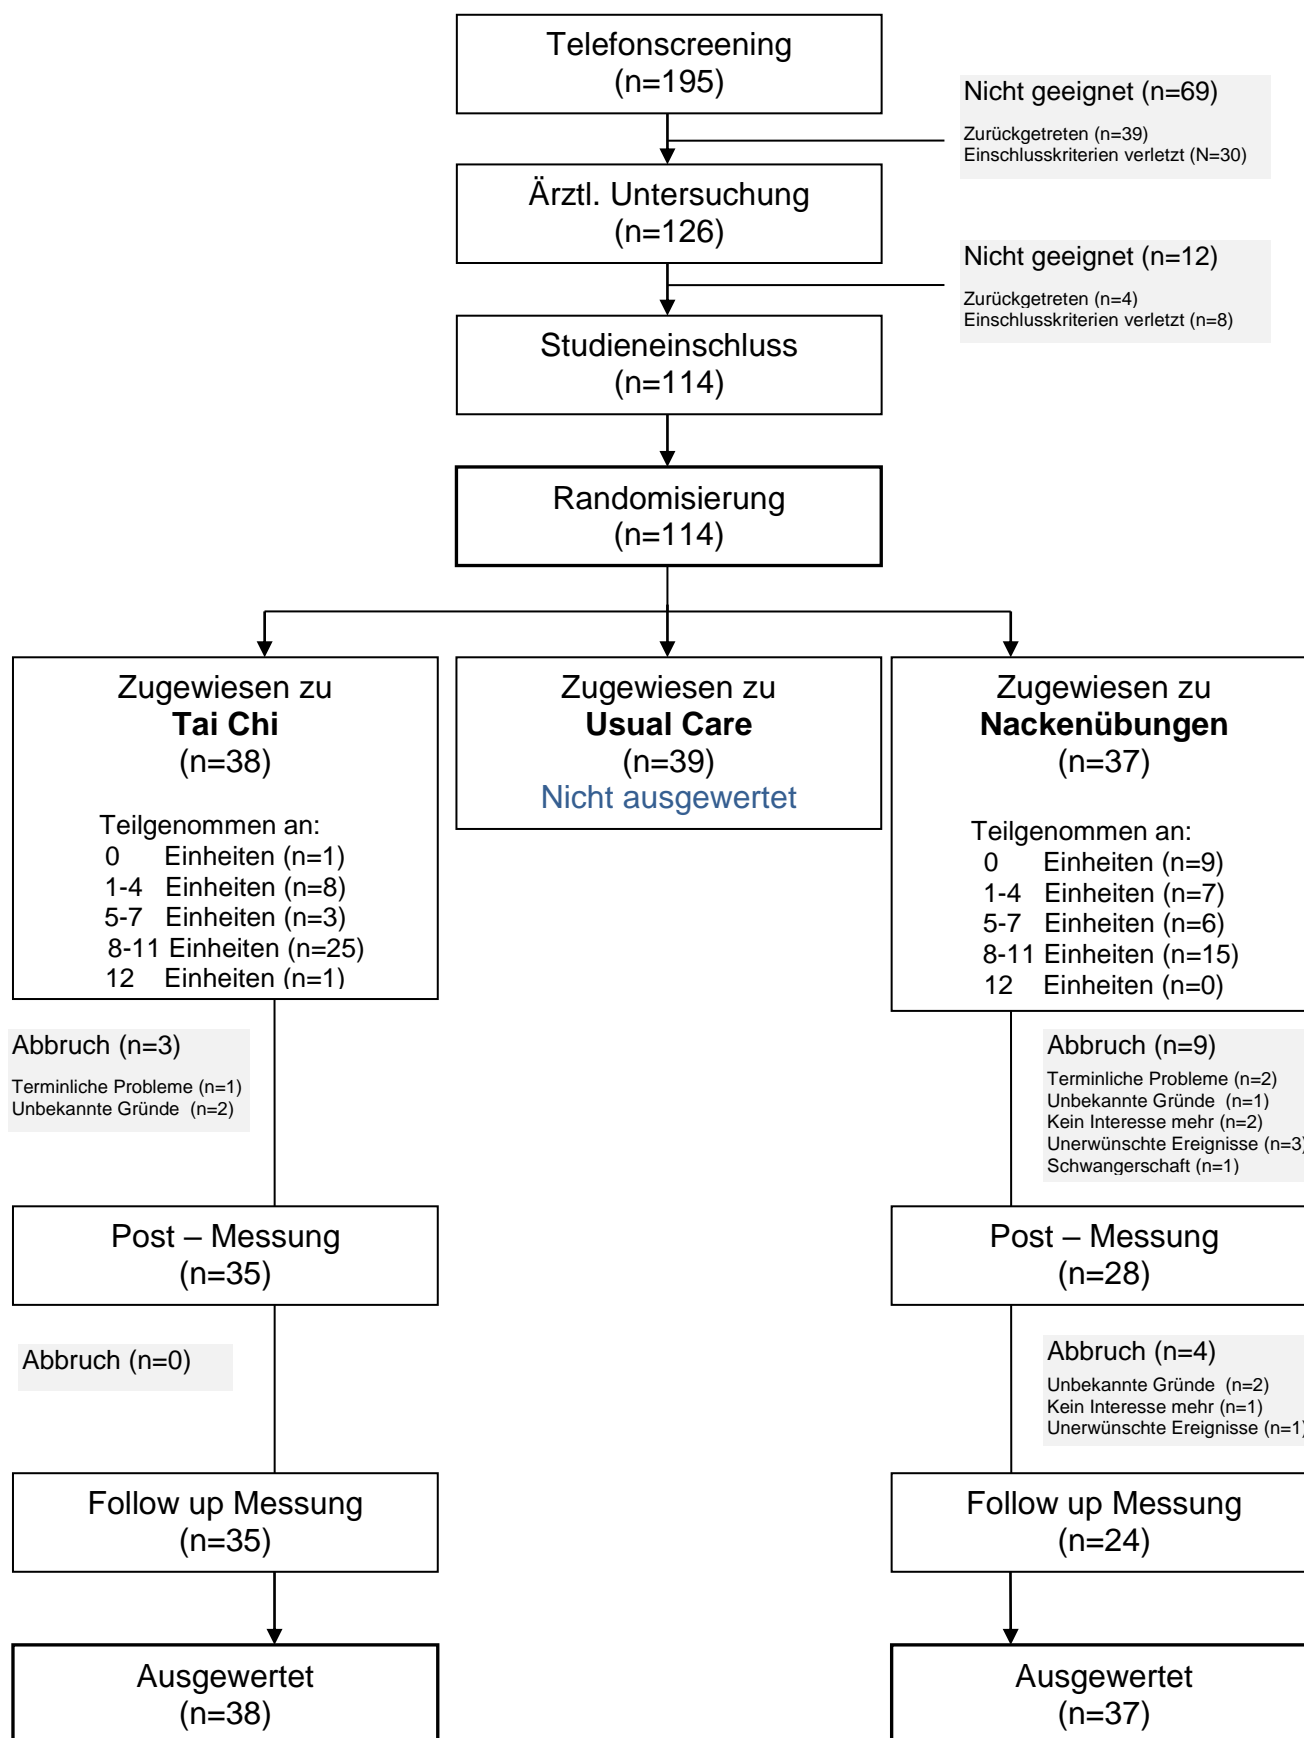 Telefonscreening
(n=195)
Nicht geeignet (n=69)
Zurückgetreten (n=39)
Einschlusskriterien verletzt (N=30)
Ärztl. Untersuchung
(n=126)
Nicht geeignet (n=12)
Zurückgetreten (n=4)
Einschlusskriterien verletzt (n=8)
Studieneinschluss
(n=114)
Randomisierung
(n=114)
Zugewiesen zu
Tai Chi
(n=38)
Teilgenommen an:
0 Einheiten (n=1)
1-4 Einheiten (n=8)
5-7 Einheiten (n=3)
8-11 Einheiten (n=25)
12 Einheiten (n=1)
Zugewiesen zu
Usual Care
(n=39)
Nicht ausgewertet
Zugewiesen zu
Nackenübungen
(n=37)
Teilgenommen an:
0 Einheiten (n=9)
1-4 Einheiten (n=7)
5-7 Einheiten (n=6)
8-11 Einheiten (n=15)
12 Einheiten (n=0)
Abbruch (n=3)
Terminliche Probleme (n=1)
Unbekannte Gründe (n=2)
Abbruch (n=9)
Terminliche Probleme (n=2)
Unbekannte Gründe (n=1)
Kein Interesse mehr (n=2)
Unerwünschte Ereignisse (n=3)
Schwangerschaft (n=1)
Post – Messung
(n=35)
Post – Messung
(n=28)
Abbruch (n=0)
Abbruch (n=4)
Unbekannte Gründe (n=2)
Kein Interesse mehr (n=1)
Unerwünschte Ereignisse (n=1)
Follow up Messung
(n=35)
Follow up Messung
(n=24)
Ausgewertet
(n=38)
Ausgewertet
(n=37)